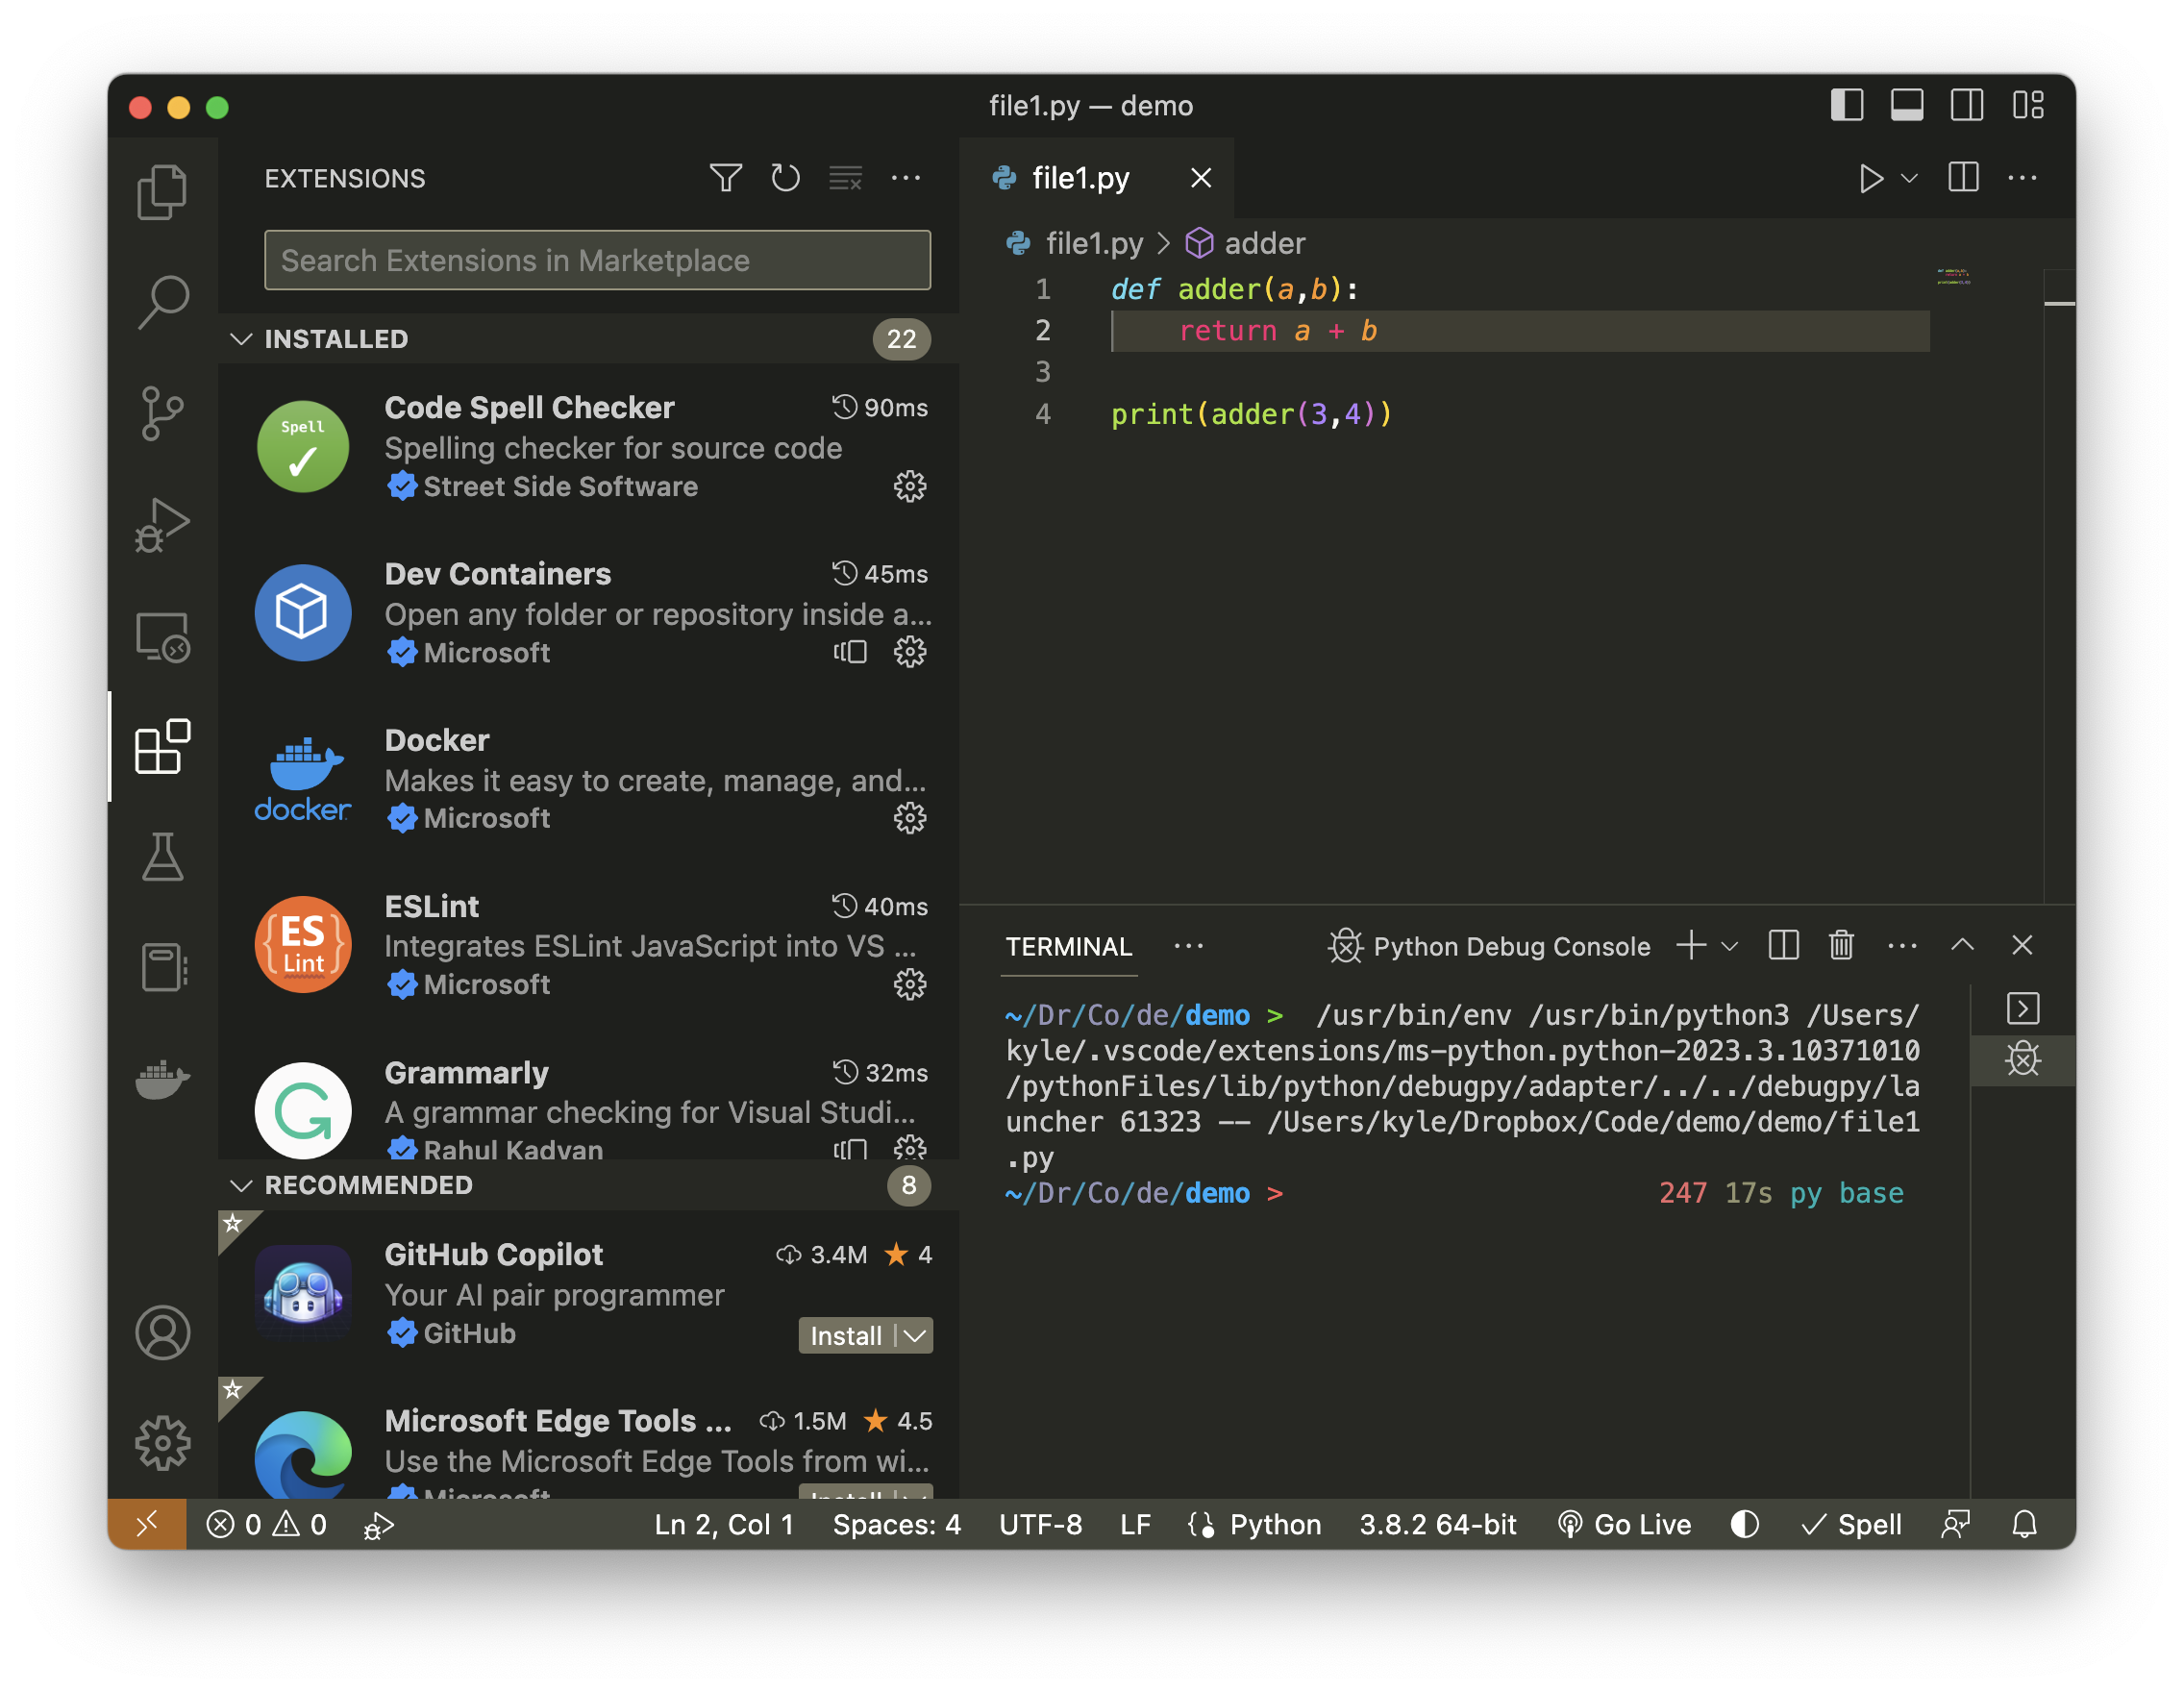 file1.py — demo
EXTENSIONS
Search Extensions in Marketplace
INSTALLED 22
Spell
Code Spell Checker 90ms
Spelling checker for source code
Street Side Software
Dev Containers 45ms
Open any folder or repository inside a...
Microsoft
docker
Docker
Makes it easy to create, manage, and...
Microsoft
{ES}
Lint
ESLint 40ms
Integrates ESLint JavaScript into VS ...
Microsoft
Grammarly 32ms
A grammar checking for Visual Studi...
Rahul Kadyan
RECOMMENDED 8
GitHub Copilot 3.4M ★ 4
Your AI pair programmer
GitHub Install
Microsoft Edge Tools ... 1.5M ★ 4.5
Use the Microsoft Edge Tools from wi...
Microsoft Install
file1.py
file1.py > adder
1 def adder(a,b):
2     return a + b
3
4 print(adder(3,4))
TERMINAL ... Python Debug Console
~/Dr/Co/de/demo >  /usr/bin/env /usr/bin/python3 /Users/
kyle/.vscode/extensions/ms-python.python-2023.3.10371010
/pythonFiles/lib/python/debugpy/adapter/../../debugpy/la
uncher 61323 -- /Users/kyle/Dropbox/Code/demo/demo/file1
.py
~/Dr/Co/de/demo > 247 17s py base
0 0 Ln 2, Col 1 Spaces: 4 UTF-8 LF Python 3.8.2 64-bit Go Live Spell